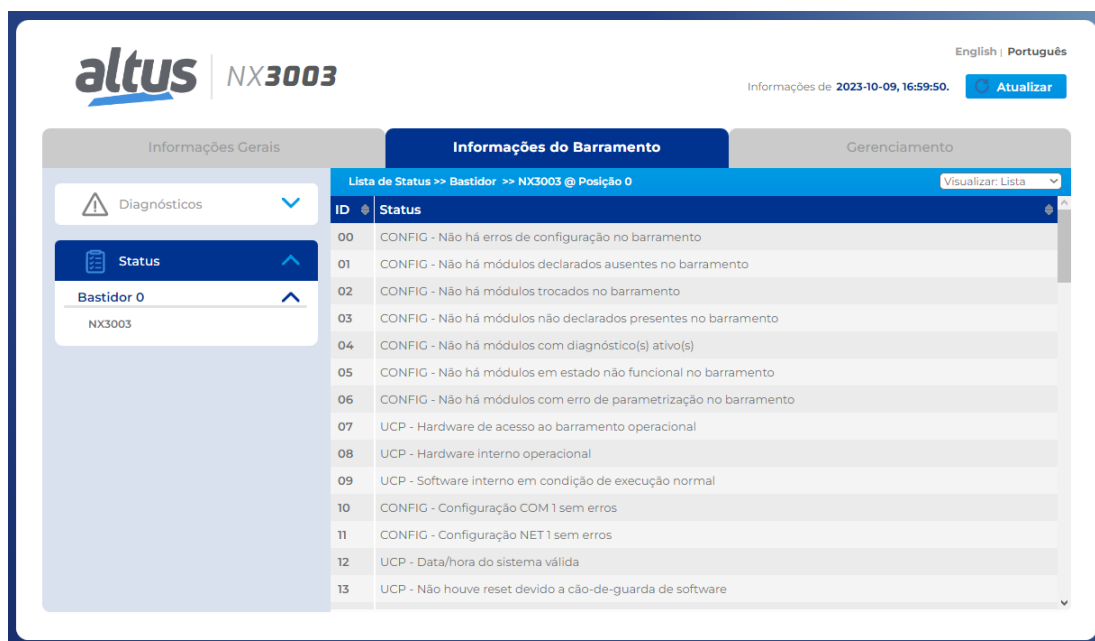 English | Português
altus NX3003
Informações de 2023-10-09, 16:59:50. Atualizar
Informações Gerais Informações do Barramento Gerenciamento
Lista de Status >> Bastidor >> NX3003 @ Posição 0 Visualizar: Lista
Diagnósticos
Status
Bastidor 0
NX3003
ID Status
00 CONFIG - Não há erros de configuração no barramento
01 CONFIG - Não há módulos declarados ausentes no barramento
02 CONFIG - Não há módulos trocados no barramento
03 CONFIG - Não há módulos não declarados presentes no barramento
04 CONFIG - Não há módulos com diagnóstico(s) ativo(s)
05 CONFIG - Não há módulos em estado não funcional no barramento
06 CONFIG - Não há módulos com erro de parametrização no barramento
07 UCP - Hardware de acesso ao barramento operacional
08 UCP - Hardware interno operacional
09 UCP - Software interno em condição de execução normal
10 CONFIG - Configuração COM 1 sem erros
11 CONFIG - Configuração NET 1 sem erros
12 UCP - Data/hora do sistema válida
13 UCP - Não houve reset devido a cão-de-guarda de software